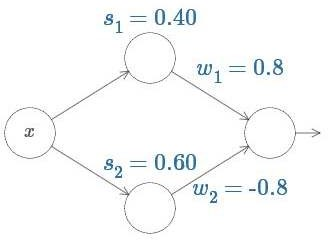 s₁ = 0.40
w₁ = 0.8
x
s₂ = 0.60
w₂ = -0.8